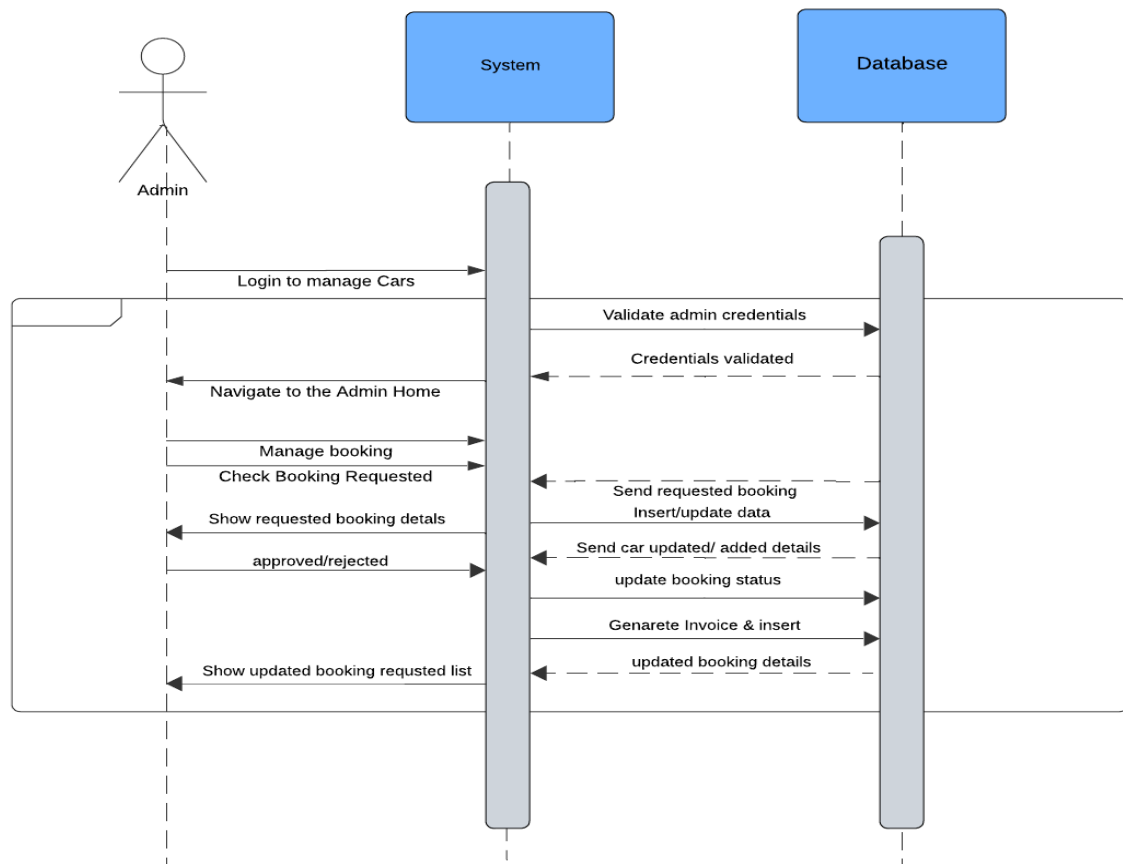 System
Database
Admin
Login to manage Cars
Validate admin credentials
Credentials validated
Navigate to the Admin Home
Manage booking
Check Booking Requested
Send requested booking
Insert/update data
Show requested booking detals
Send car updated/ added details
approved/rejected
update booking status
Genarete Invoice & insert
updated booking details
Show updated booking requsted list